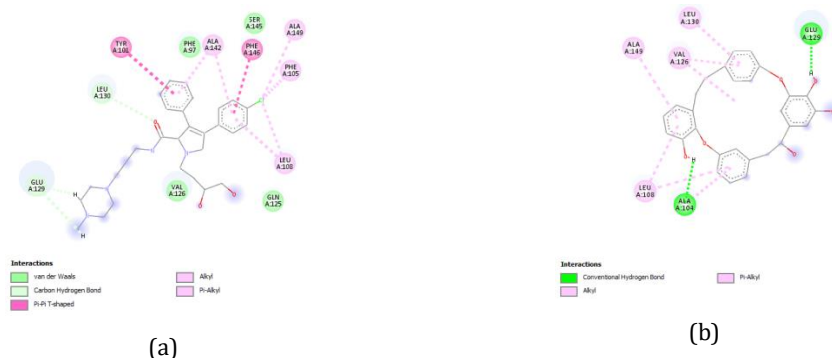 SER
A:145
ALA
A:149
TYR
A:101
PHE
A:97
ALA
A:142
PHE
A:146
PHE
A:105
LEU
A:130
LEU
A:108
GLU
A:129
VAL
A:126
GLN
A:125
H
H
N
Interactions
van der Waals
Carbon Hydrogen Bond
Pi-Pi T-shaped
Alkyl
Pi-Alkyl
(a)
LEU
A:130
GLU
A:129
ALA
A:149
VAL
A:126
H
H
LEU
A:108
ALA
A:104
Interactions
Conventional Hydrogen Bond
Alkyl
Pi-Alkyl
(b)